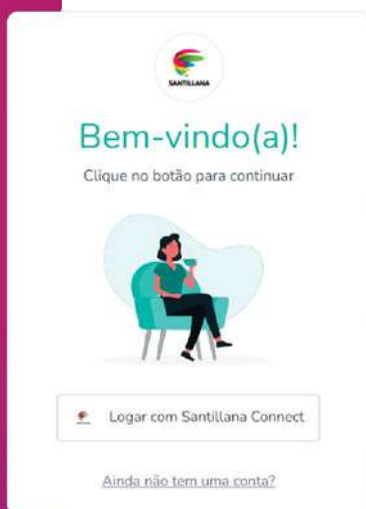 SANTILLANA
Bem-vindo(a)!
Clique no botão para continuar
Logar com Santillana Connect
Ainda não tem uma conta?